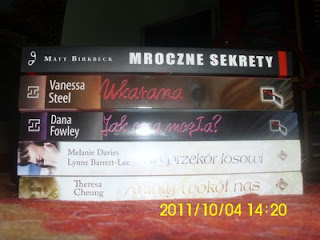 MATT BIRKBECK MROCZNE SEKRETY
Vanessa
Steel
Ukarana
Dana
Fowley
Jak ona mogła?
Melanie Davies
Lynne Barrett-Lee
przekór losowi
Theresa
Cheung
wokół nas
2011/10/04 14:20